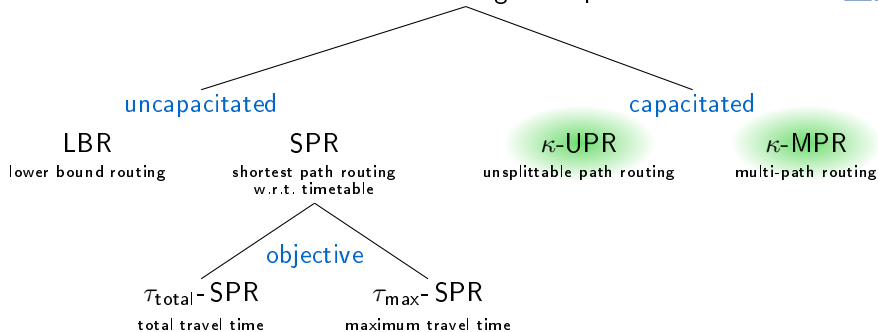 uncapacitated capacitated
LBR SPR κ-UPR κ-MPR
lower bound routing shortest path routing unsplittable path routing multi-path routing
w.r.t. timetable
objective
τtotal-SPR τmax-SPR
total travel time maximum travel time